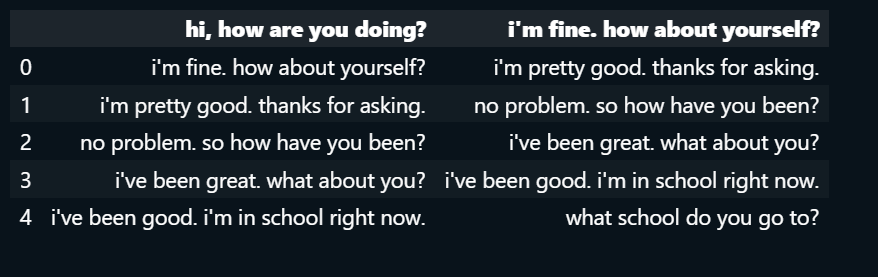 hi, how are you doing? i'm fine. how about yourself?
0 i'm fine. how about yourself? i'm pretty good. thanks for asking.
1 i'm pretty good. thanks for asking. no problem. so how have you been?
2 no problem. so how have you been? i've been great. what about you?
3 i've been great. what about you? i've been good. i'm in school right now.
4 i've been good. i'm in school right now. what school do you go to?